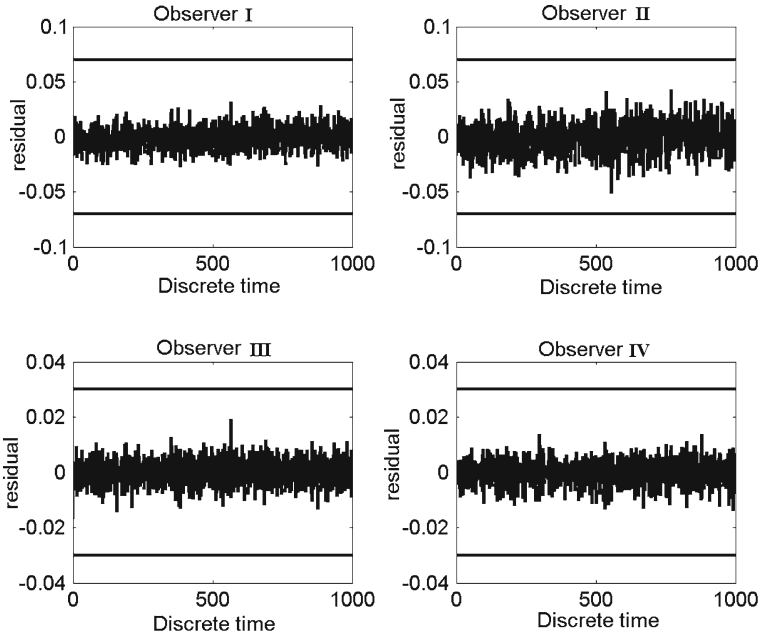 Observer I
0.1
0.05
0
-0.05
-0.1
residual
0
500
1000
Discrete time
Observer II
0.1
0.05
0
-0.05
-0.1
residual
0
500
1000
Discrete time
Observer III
0.04
0.02
0
-0.02
-0.04
residual
0
500
1000
Discrete time
Observer IV
0.04
0.02
0
-0.02
-0.04
residual
0
500
1000
Discrete time